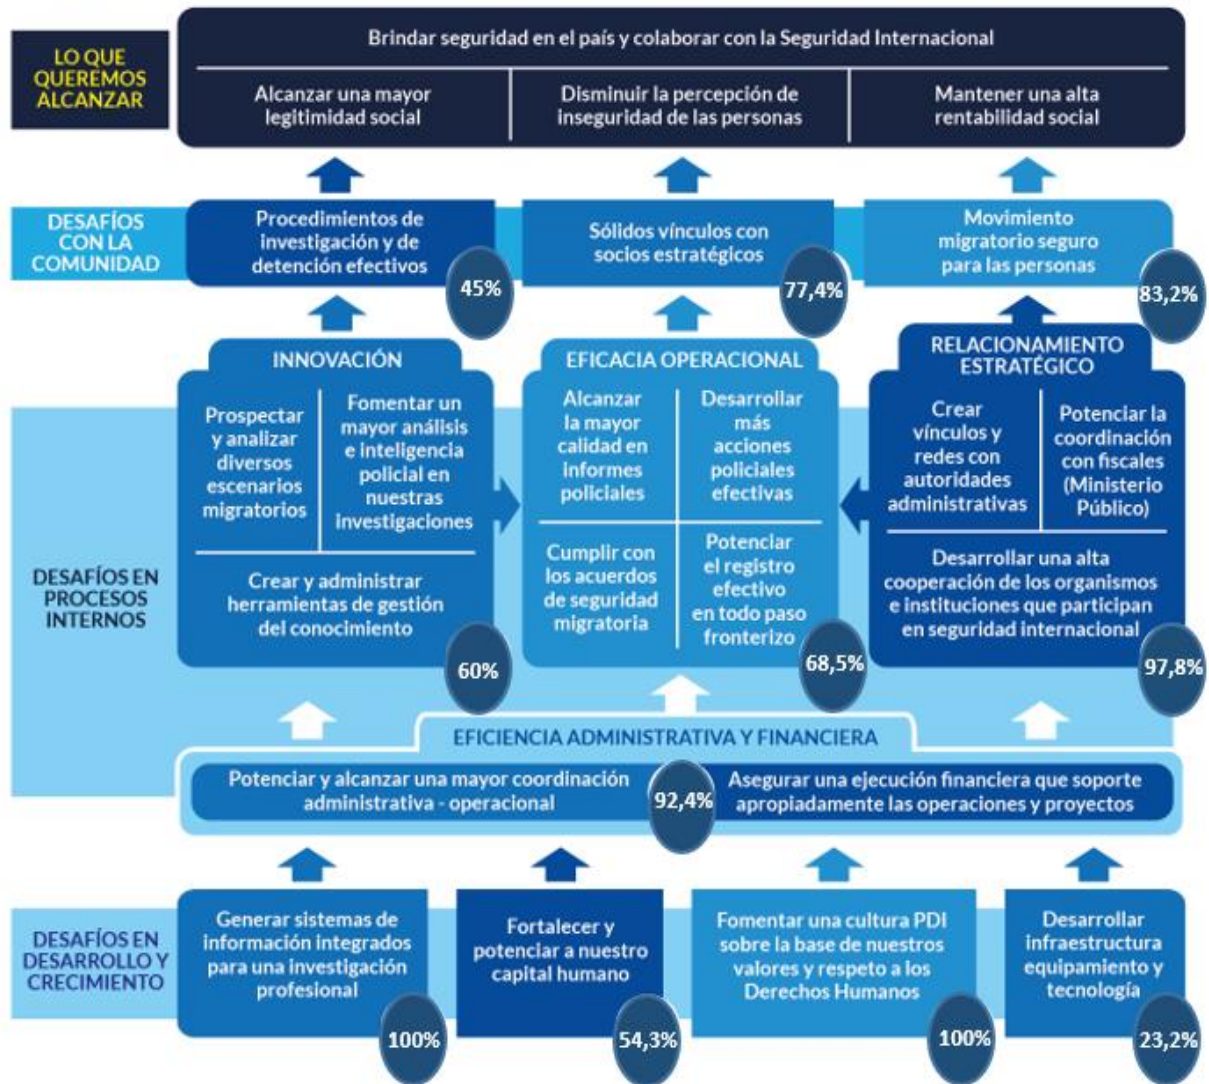 LO QUE
QUEREMOS
ALCANZAR
Brindar seguridad en el país y colaborar con la Seguridad Internacional
Alcanzar una mayor
legitimidad social
Disminuir la percepción de
inseguridad de las personas
Mantener una alta
rentabilidad social
DESAFÍOS
CON LA
COMUNIDAD
Procedimientos de
investigación y de
detención efectivos
45%
Sólidos vínculos con
socios estratégicos
77,4%
Movimiento
migratorio seguro
para las personas
83,2%
DESAFÍOS EN
PROCESOS
INTERNOS
INNOVACIÓN
Prospectar
y analizar
diversos
escenarios
migratorios
Fomentar un
mayor análisis
e inteligencia
policial en
nuestras
investigaciones
Crear y administrar
herramientas de gestión
del conocimiento
60%
EFICACIA OPERACIONAL
Alcanzar
la mayor
calidad en
informes
policiales
Desarrollar
más
acciones
policiales
efectivas
Cumplir con
los acuerdos
de seguridad
migratoria
Potenciar
el registro
efectivo
en todo paso
fronterizo
68,5%
RELACIONAMIENTO
ESTRATÉGICO
Crear
vínculos y
redes con
autoridades
administrativas
Potenciar la
coordinación
con fiscales
(Ministerio
Público)
Desarrollar una alta
cooperación de los organismos
e instituciones que participan
en seguridad internacional
97,8%
EFICIENCIA ADMINISTRATIVA Y FINANCIERA
Potenciar y alcanzar una mayor coordinación
administrativa - operacional
92,4%
Asegurar una ejecución financiera que soporte
apropiadamente las operaciones y proyectos
DESAFÍOS EN
DESARROLLO Y
CRECIMIENTO
Generar sistemas de
información integrados
para una investigación
profesional
100%
Fortalecer y
potenciar a nuestro
capital humano
54,3%
Fomentar una cultura PDI
sobre la base de nuestros
valores y respeto a los
Derechos Humanos
100%
Desarrollar
infraestructura
equipamiento y
tecnología
23,2%